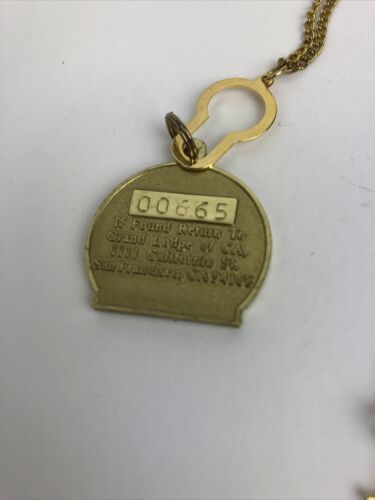 00665
If Found Return To
Grand Lodge of CA,
1111 California St.
San Francisco, CA 94108